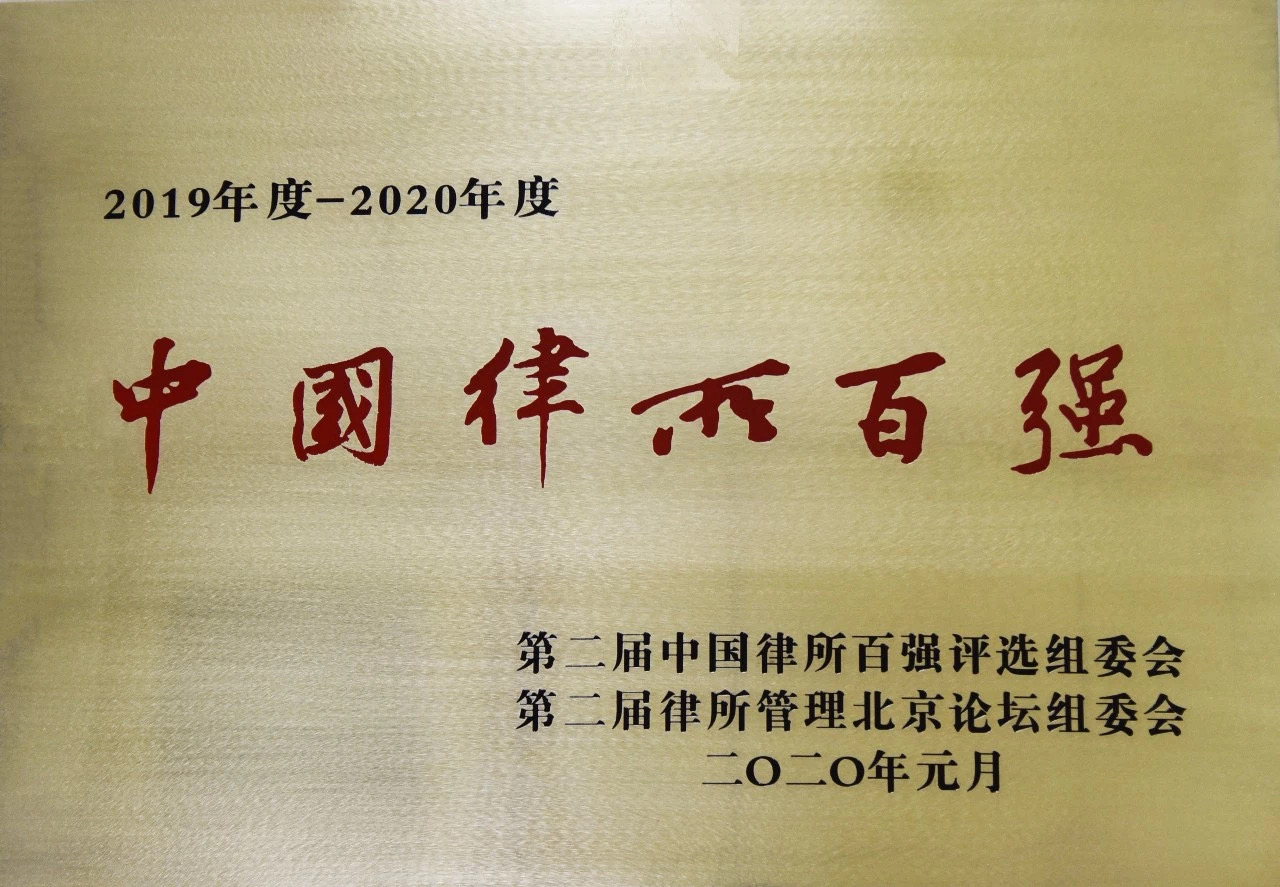 2019年度-2020年度
中國律所百强
第二届中国律所百强评选组委会
第二届律所管理北京论坛组委会
二〇二〇年元月